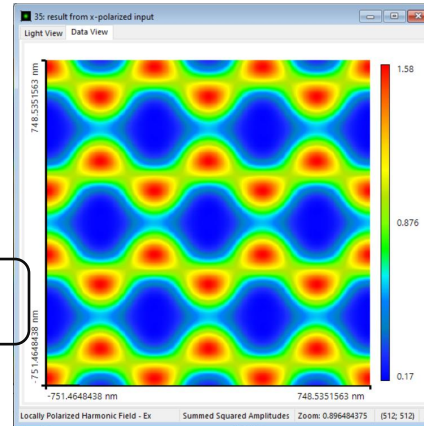 35: result from x-polarized input
Light View Data View
748.5351563 nm
-751.4648438 nm
-751.4648438 nm 748.5351563 nm
1.58
0.876
0.17
Locally Polarized Harmonic Field - Ex Summed Squared Amplitudes Zoom: 0.896484375 (512; 512)